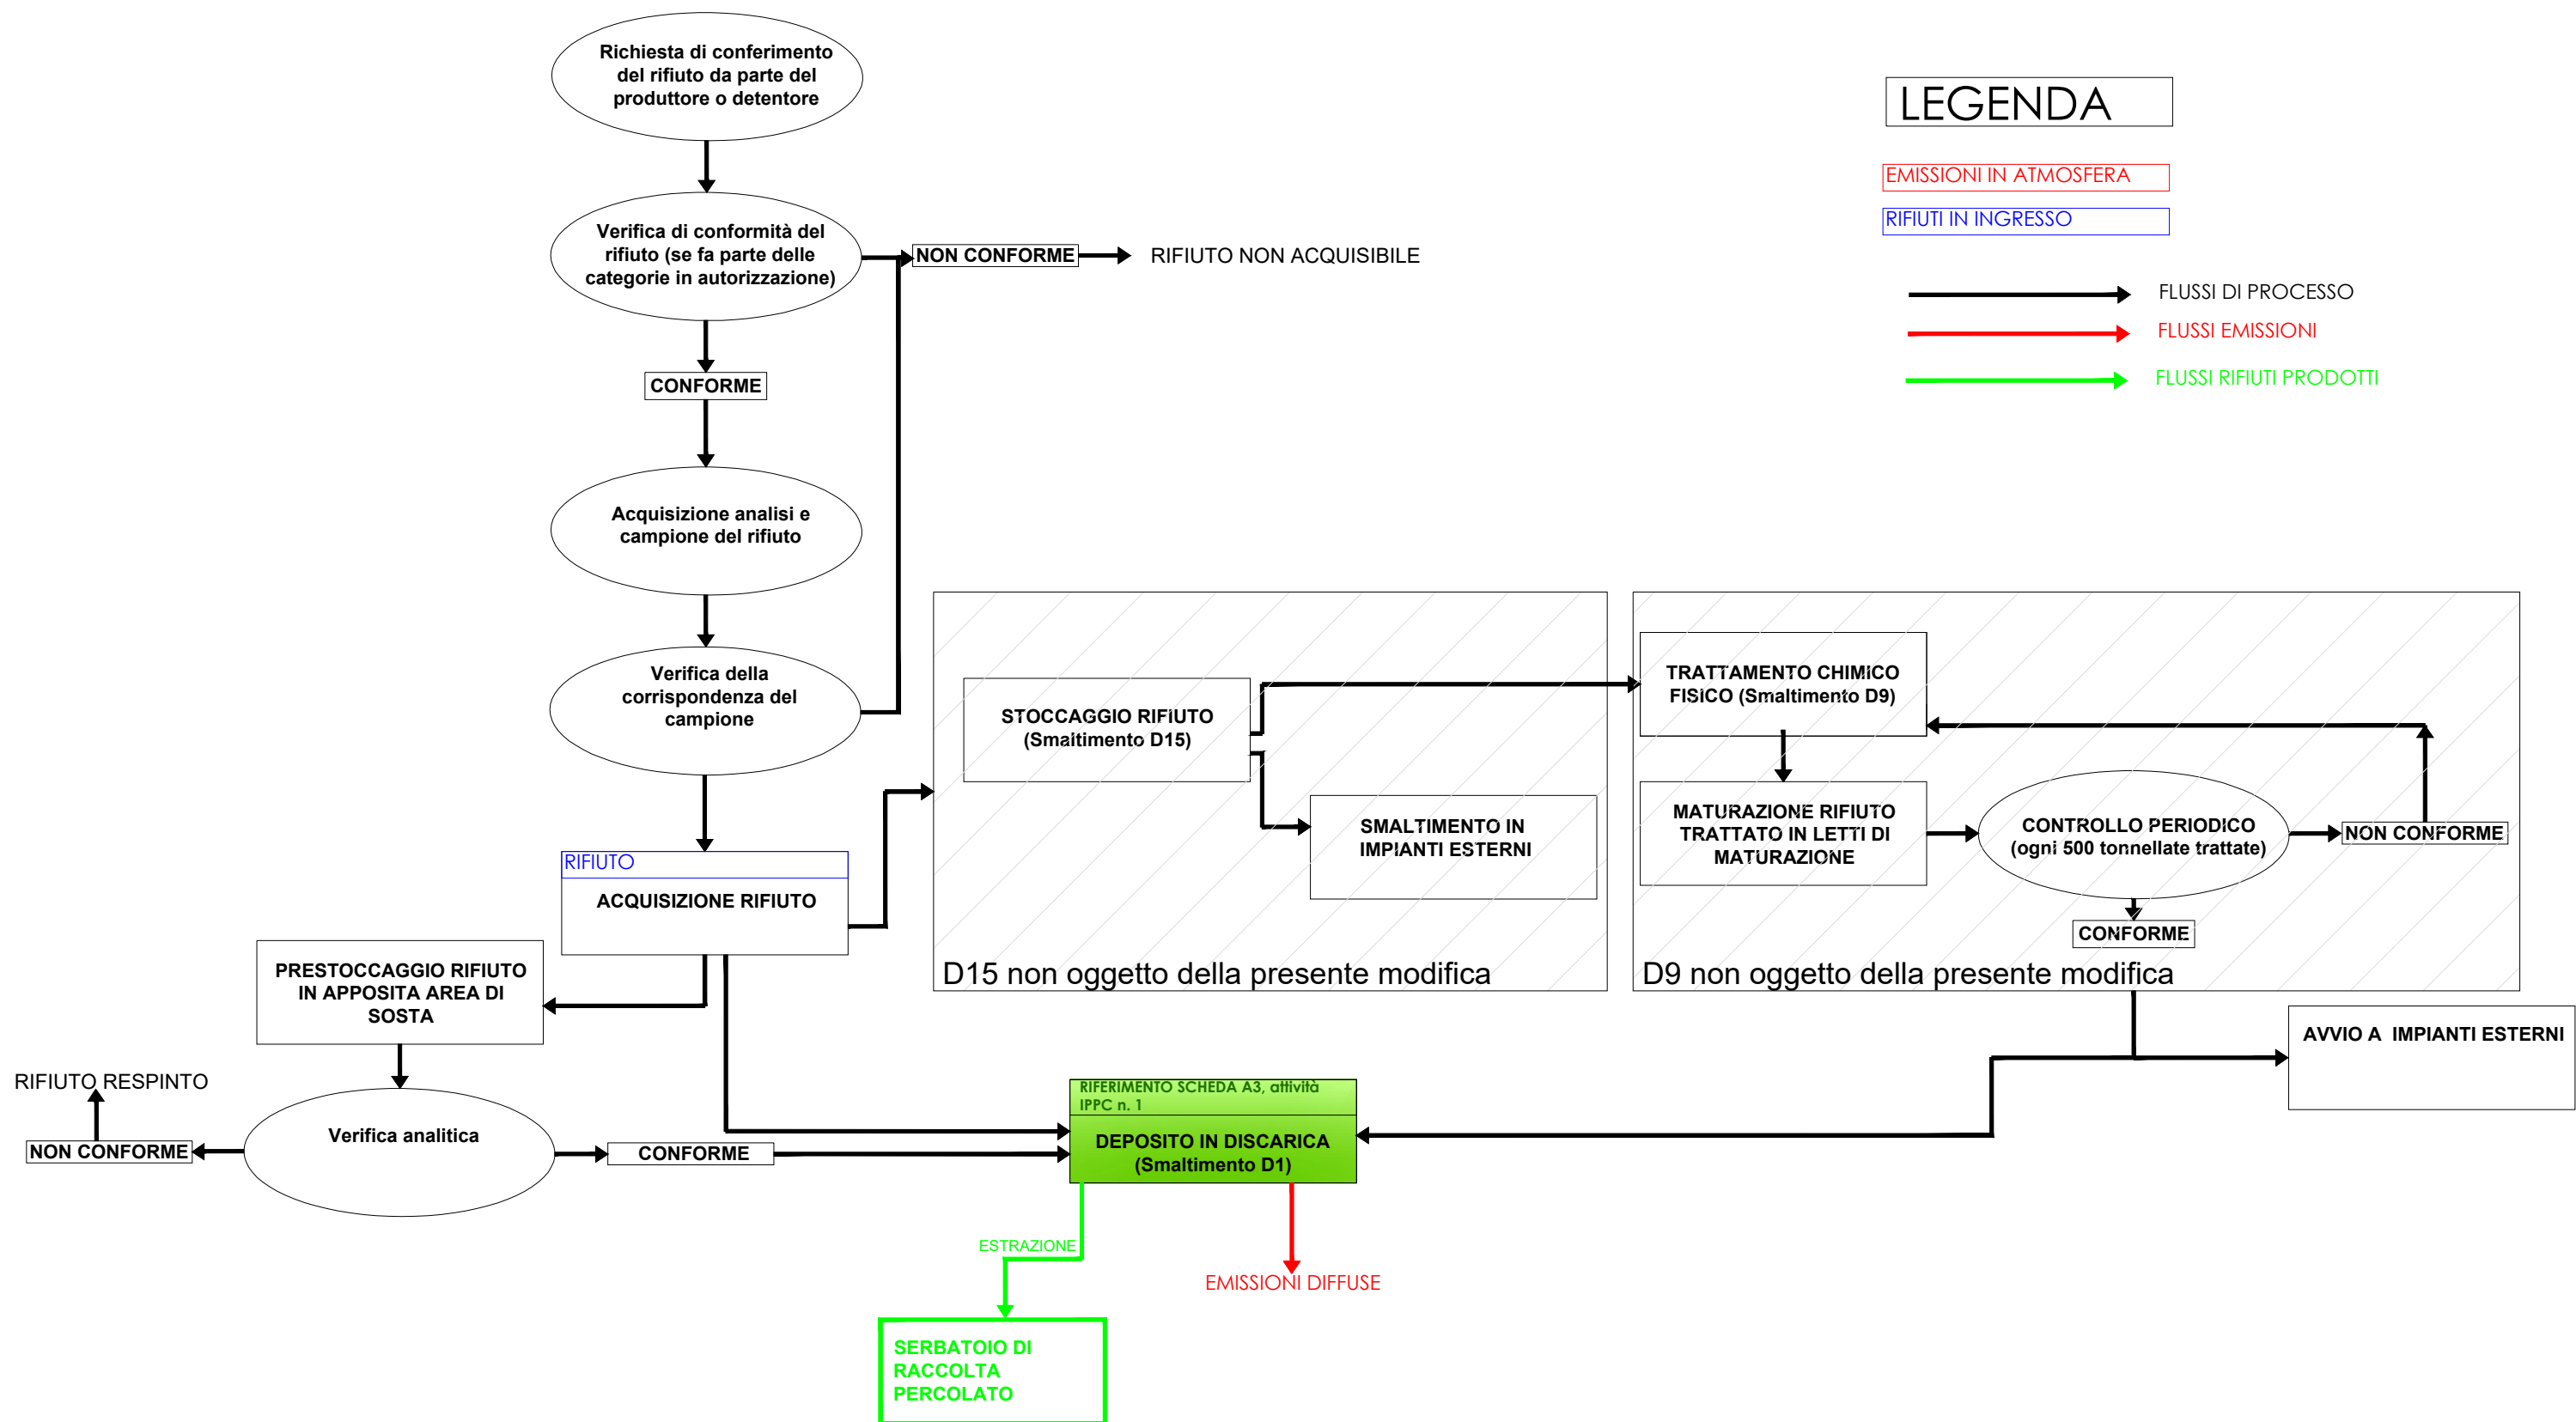 Richiesta di conferimento
del rifiuto da parte del
produttore o detentore
LEGENDA
EMISSIONI IN ATMOSFERA
RIFIUTI IN INGRESSO
FLUSSI DI PROCESSO
FLUSSI EMISSIONI
FLUSSI RIFIUTI PRODOTTI
Verifica di conformità del
rifiuto (se fa parte delle
categorie in autorizzazione)
NON CONFORME
RIFIUTO NON ACQUISIBILE
CONFORME
Acquisizione analisi e
campione del rifiuto
Verifica della
corrispondenza del
campione
STOCCAGGIO RIFIUTO
(Smaltimento D15)
SMALTIMENTO IN
IMPIANTI ESTERNI
D15 non oggetto della presente modifica
TRATTAMENTO CHIMICO
FISICO (Smaltimento D9)
MATURAZIONE RIFIUTO
TRATTATO IN LETTI DI
MATURAZIONE
CONTROLLO PERIODICO
(ogni 500 tonnellate trattate)
NON CONFORME
CONFORME
D9 non oggetto della presente modifica
RIFIUTO
ACQUISIZIONE RIFIUTO
PRESTOCCAGGIO RIFIUTO
IN APPOSITA AREA DI
SOSTA
AVVIO A IMPIANTI ESTERNI
RIFIUTO RESPINTO
NON CONFORME
Verifica analitica
CONFORME
RIFERIMENTO SCHEDA A3, attività
IPPC n. 1
DEPOSITO IN DISCARICA
(Smaltimento D1)
ESTRAZIONE
EMISSIONI DIFFUSE
SERBATOIO DI
RACCOLTA
PERCOLATO